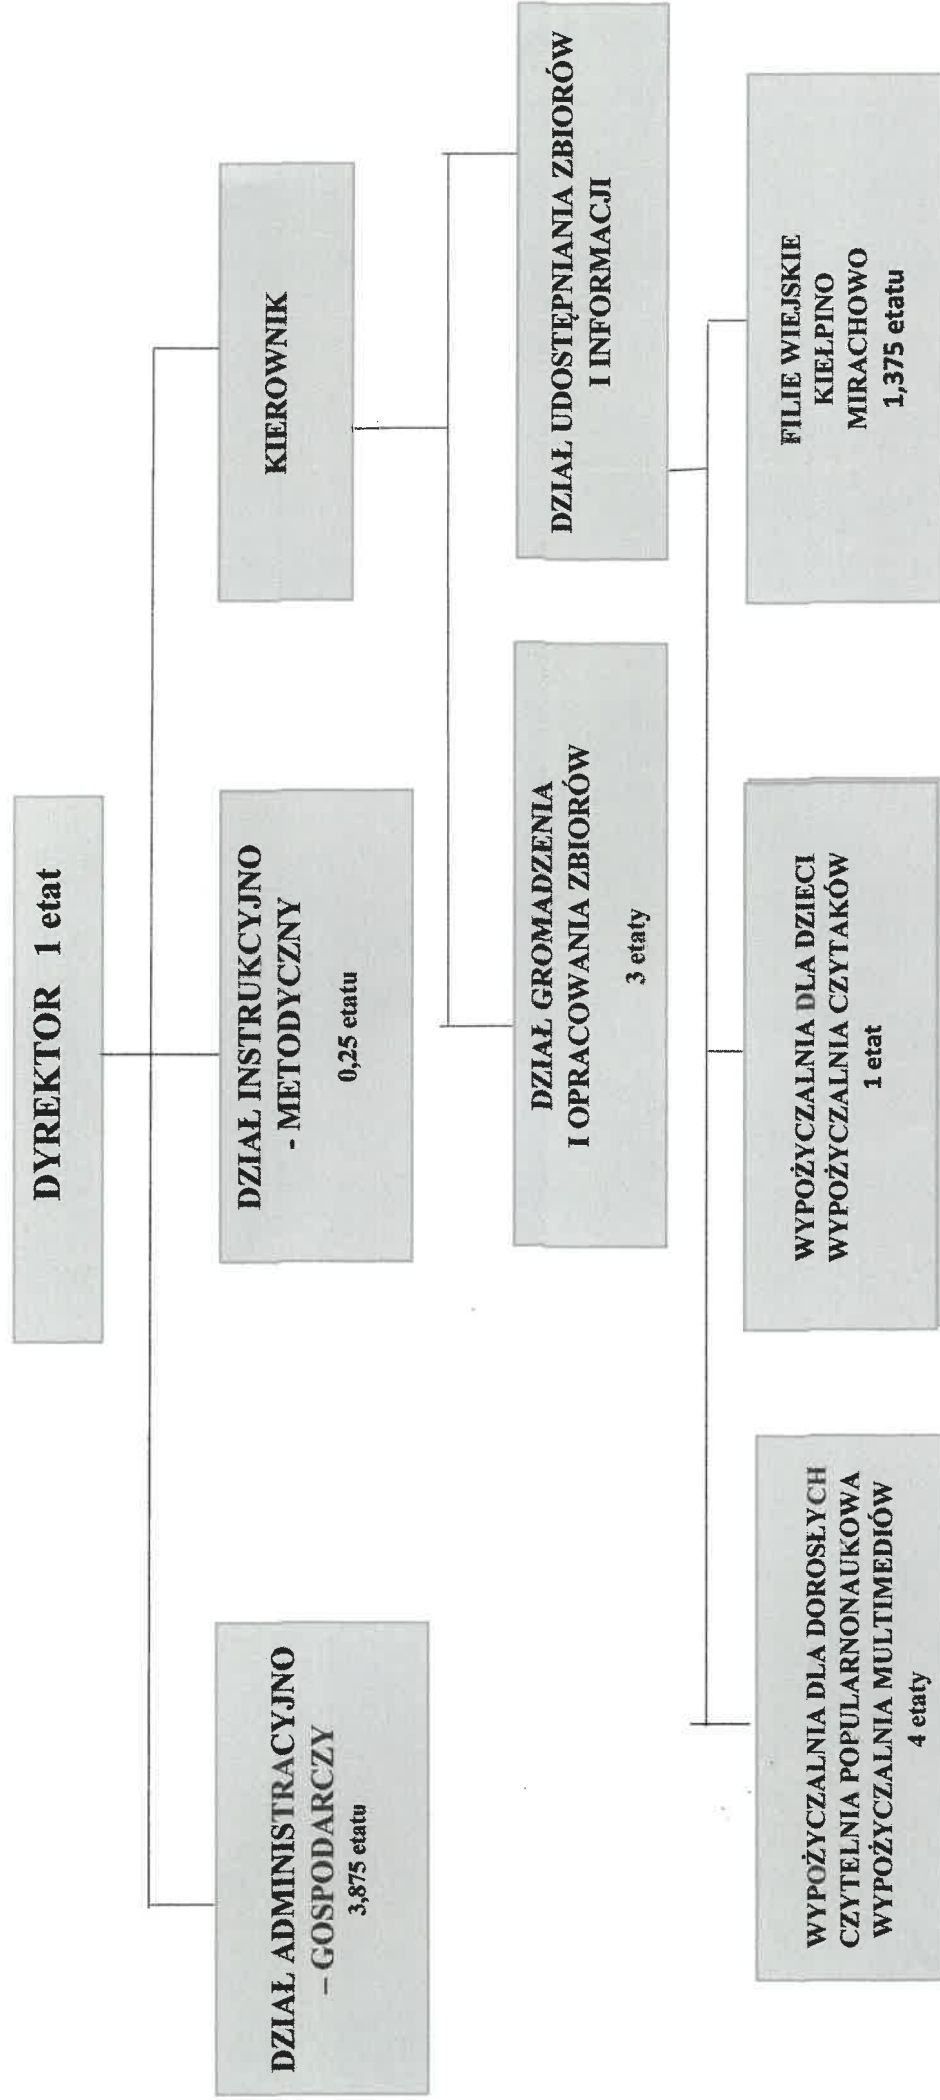 DYREKTOR 1 etat
DZIAŁ ADMINISTRACYJNO
– GOSPODARCZY
3,875 etatu
DZIAŁ INSTRUKCYJNO
- METODYCZNY
0,25 etatu
KIEROWNIK
DZIAŁ GROMADZENIA
I OPRACOWANIA ZBIORÓW
3 etaty
DZIAŁ UDOSTĘPNIANIA ZBIORÓW
I INFORMACJI
WYPOŻYCZALNIA DLA DOROSŁYCH
CZYTELNIA POPULARNONAUKOWA
WYPOŻYCZALNIA MULTIMEDIÓW
4 etaty
WYPOŻYCZALNIA DLA DZIECI
WYPOŻYCZALNIA CZYTAKÓW
1 etat
FILIE WIEJSKIE
KIEŁPINO
MIRACHOWO
1,375 etatu